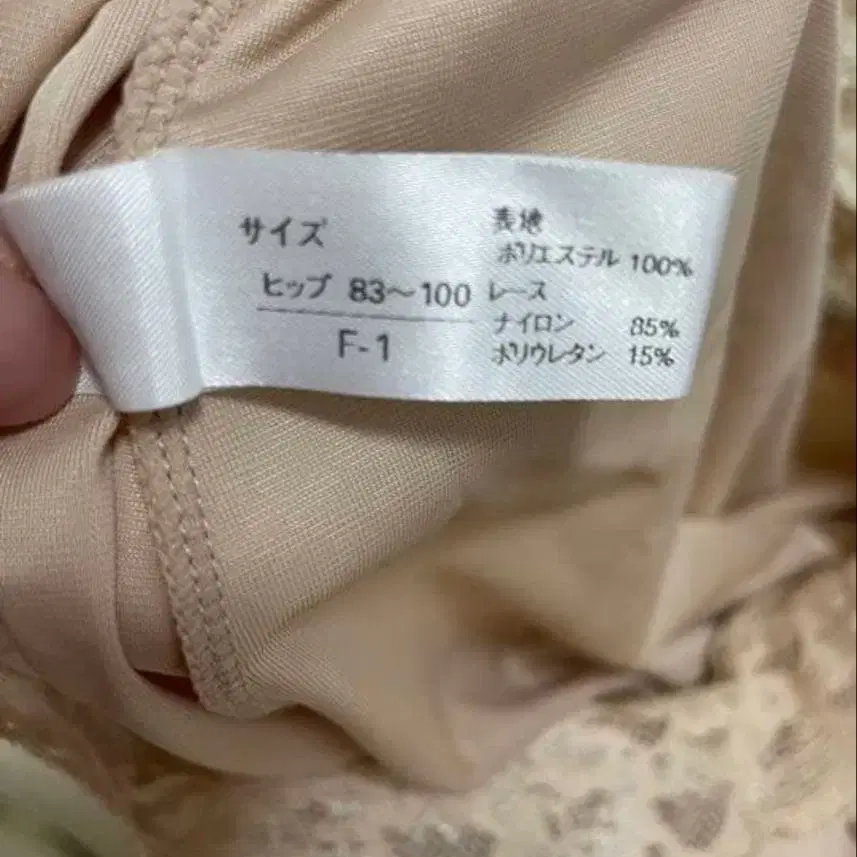 サイズ
ヒップ 83〜100
F-1
表地
ポリエステル 100%
レース
ナイロン 85%
ポリウレタン 15%